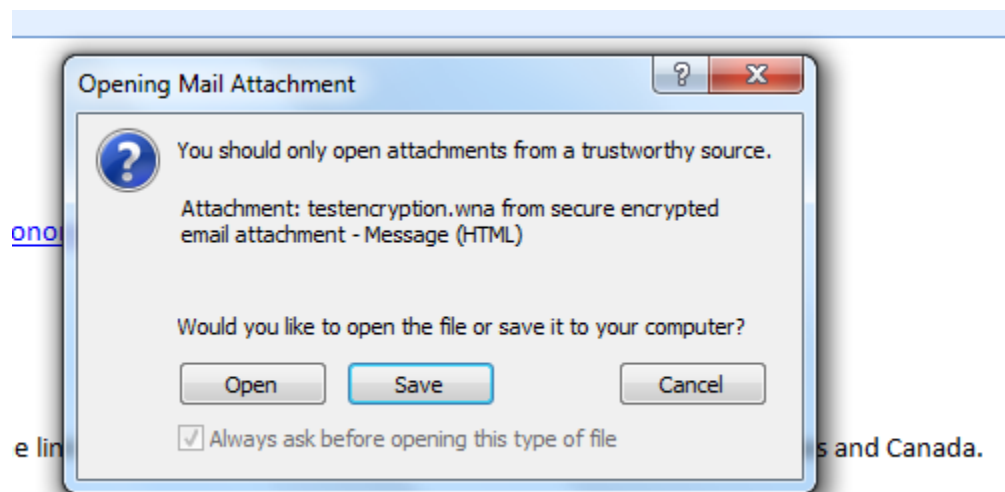 Opening Mail Attachment
You should only open attachments from a trustworthy source.
Attachment: testencryption.wna from secure encrypted
email attachment - Message (HTML)
Would you like to open the file or save it to your computer?
Open Save Cancel
Always ask before opening this type of file
and Canada.